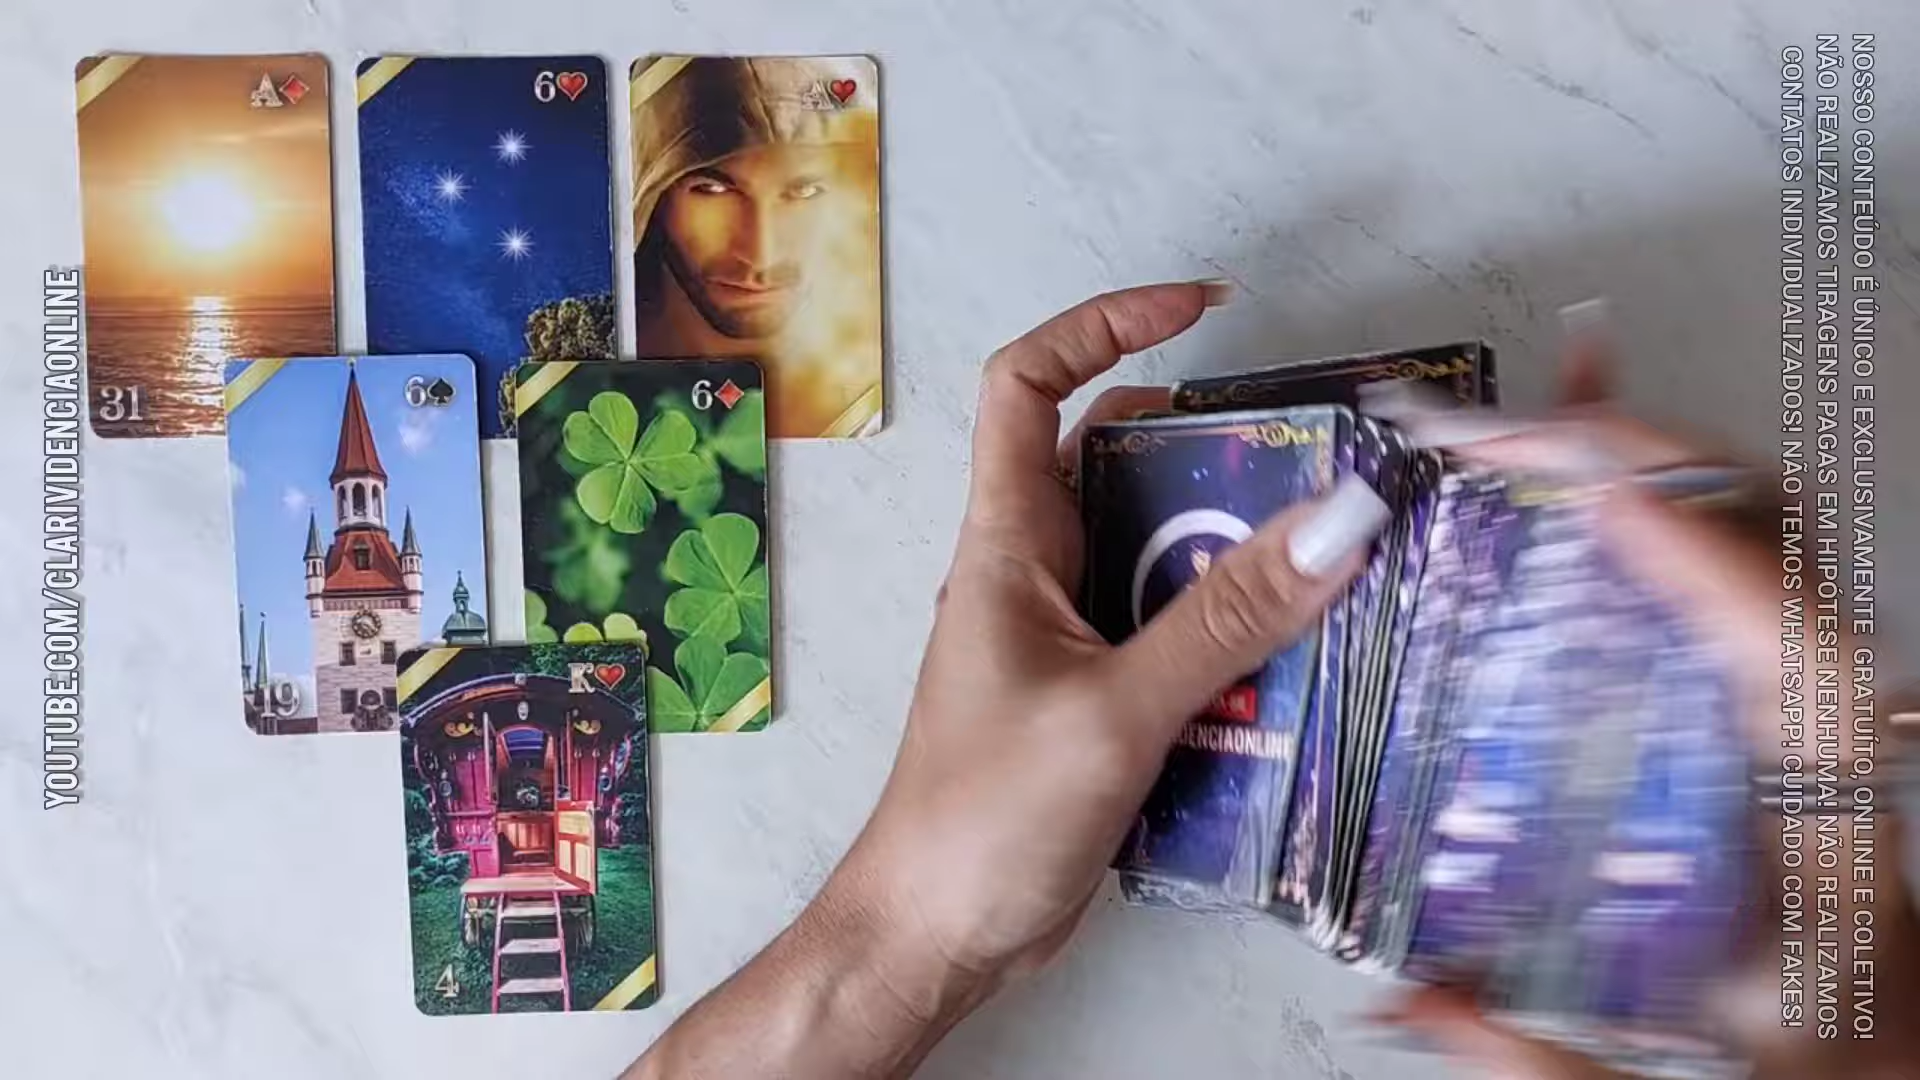 YOUTUBE.COM/CLARIVIDENCIAONLINE
A
31
6
A
6
19
6
K
4
DENCIAONLINE
NOSSO CONTEÚDO É ÚNICO E EXCLUSIVAMENTE GRATUÍTO, ONLINE E COLETIVO!
NÃO REALIZAMOS TIRAGENS PAGAS EM HIPÓTESE NENHUMA! NÃO REALIZAMOS
CONTATOS INDIVIDUALIZADOS! NÃO TEMOS WHATSAPP! CUIDADO COM FAKES!